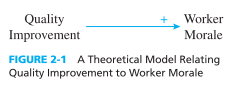 Quality + Worker
Improvement Morale
FIGURE 2-1 A Theoretical Model Relating
Quality Improvement to Worker Morale